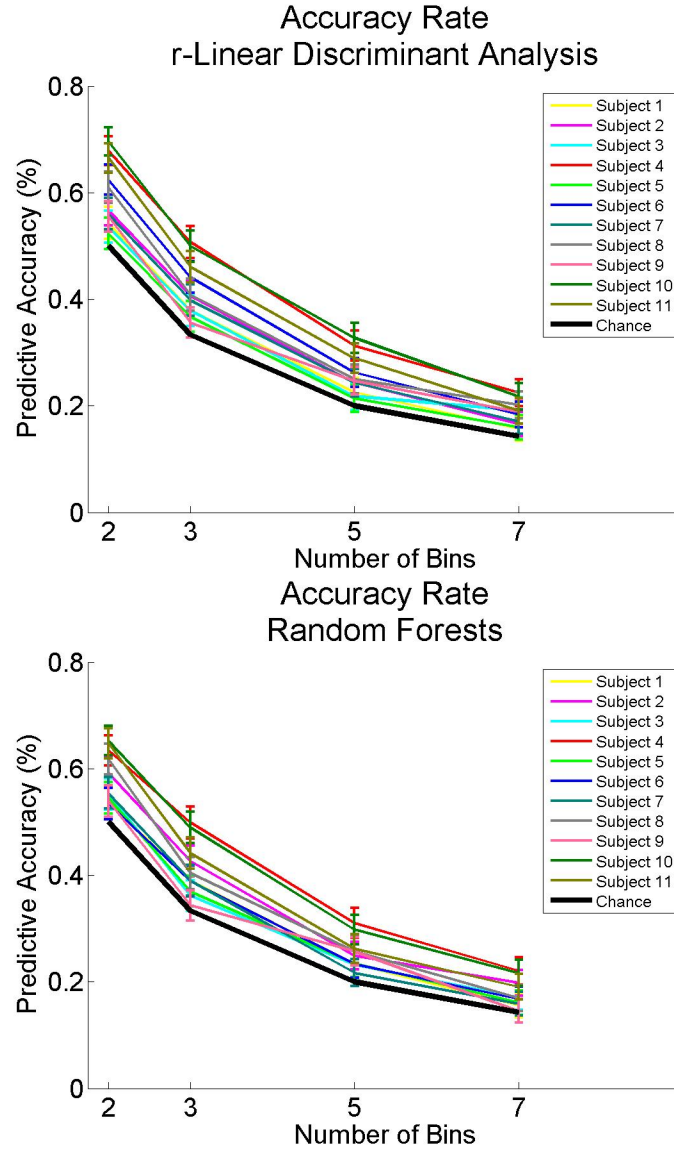 Accuracy Rate
r-Linear Discriminant Analysis
0.8
0.6
0.4
0.2
0
Predictive Accuracy (%)
2
3
5
7
Number of Bins
Subject 1
Subject 2
Subject 3
Subject 4
Subject 5
Subject 6
Subject 7
Subject 8
Subject 9
Subject 10
Subject 11
Chance
Accuracy Rate
Random Forests
0.8
0.6
0.4
0.2
0
Predictive Accuracy (%)
2
3
5
7
Number of Bins
Subject 1
Subject 2
Subject 3
Subject 4
Subject 5
Subject 6
Subject 7
Subject 8
Subject 9
Subject 10
Subject 11
Chance